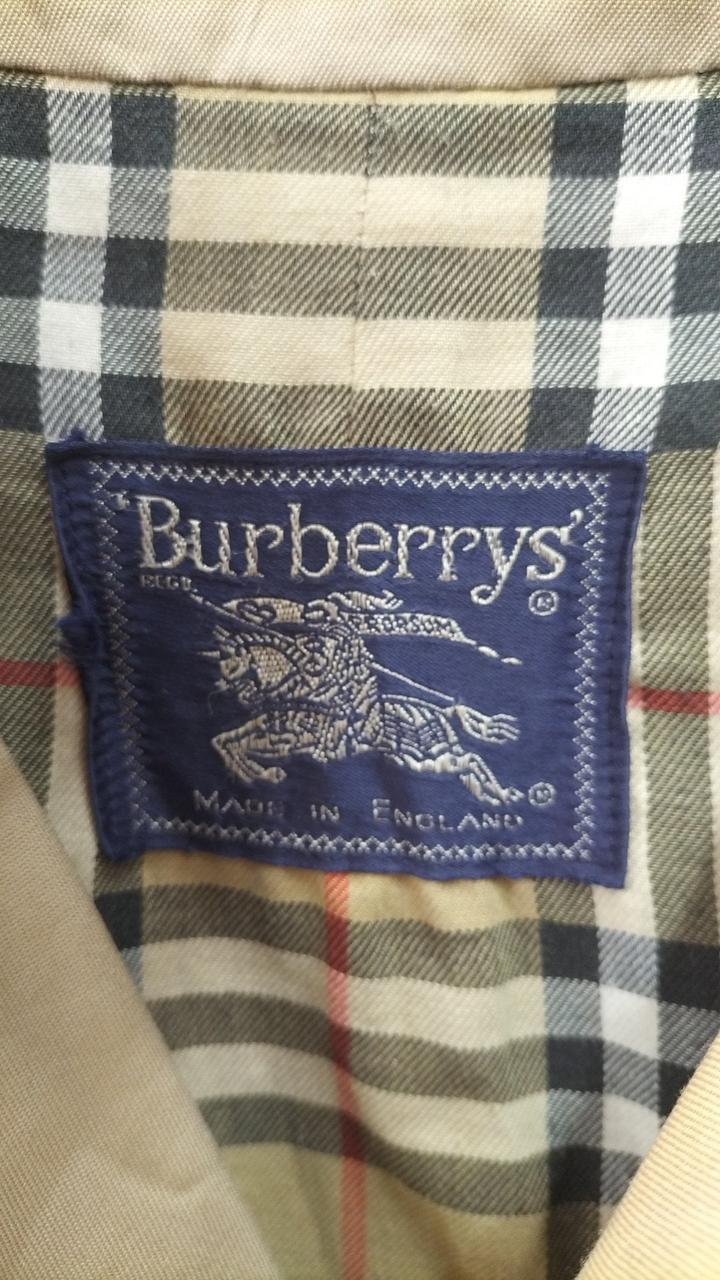 'Burberrys'
REGD. ®
®
MADE IN ENGLAND